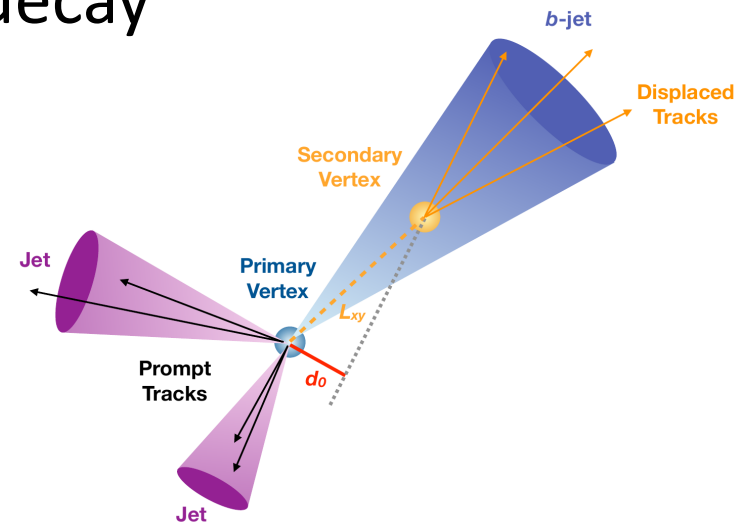 decay
b-jet
Displaced
Tracks
Secondary
Vertex
Jet
Primary
Vertex
Lxy
Prompt
Tracks
d0
Jet